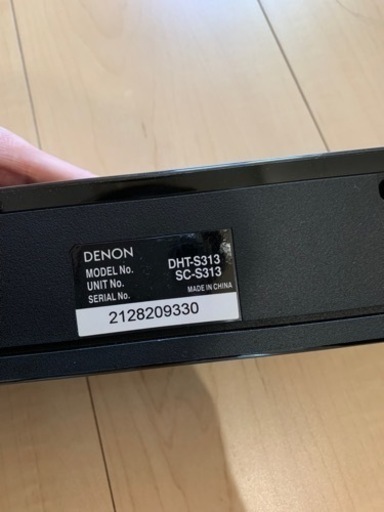 DENON
MODEL No. DHT-S313
UNIT No. SC-S313
SERIAL No. MADE IN CHINA
2128209330